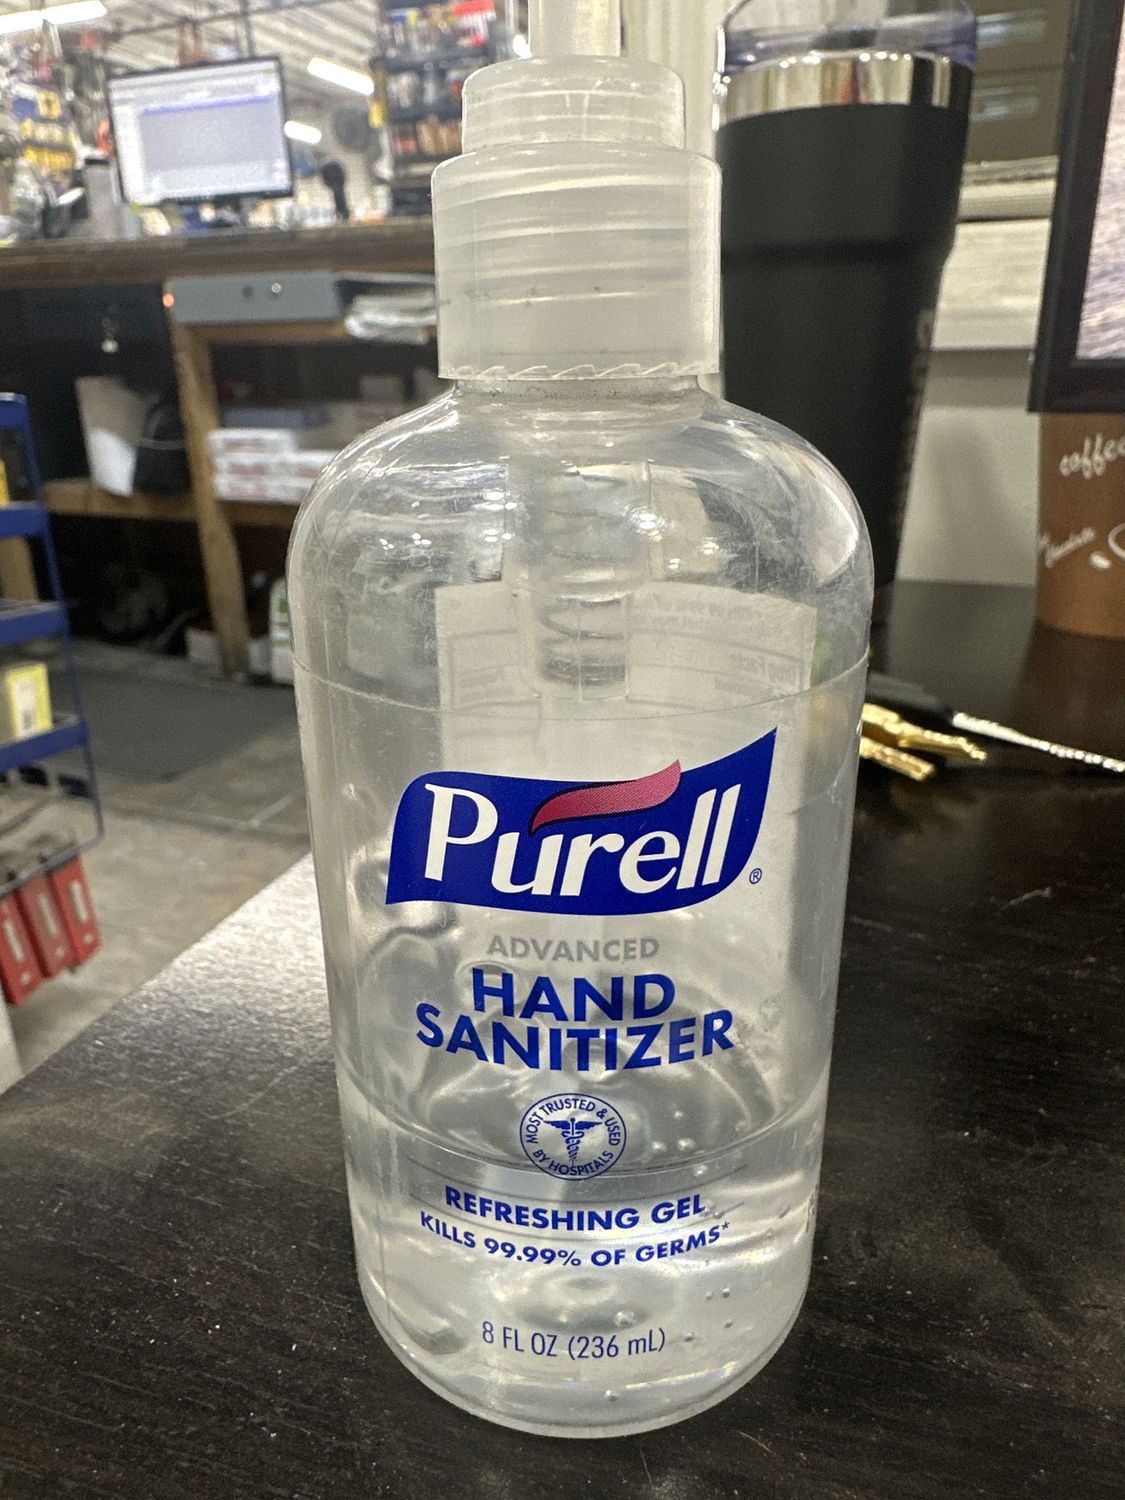 Purell®
ADVANCED
HAND
SANITIZER
MOST TRUSTED & USED
BY HOSPITALS
REFRESHING GEL
KILLS 99.99% OF GERMS*
8 FL OZ (236 mL)
coffee